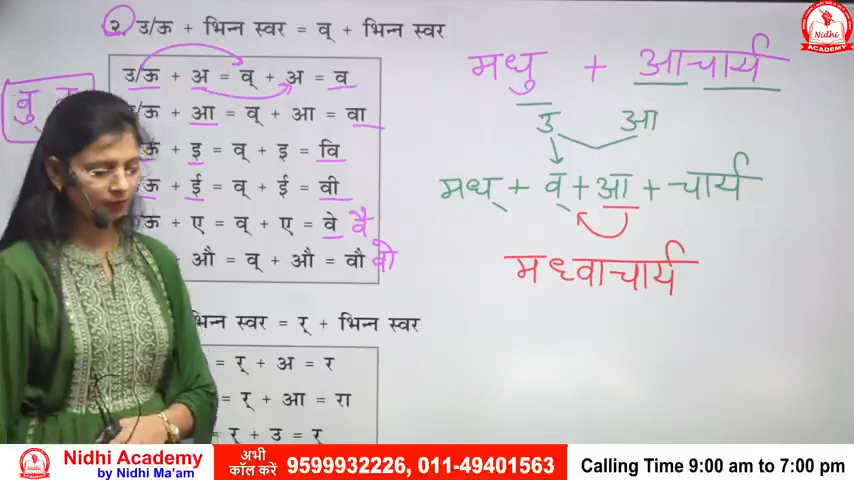 २. उ/ऊ + भिन्न स्वर = व् + भिन्न स्वर
उ/ऊ + अ = व् + अ = व
/ऊ + आ = व् + आ = वा
ऊ + इ = व् + इ = वि
ऊ + ई = व् + ई = वी
ऊ + ए = व् + ए = वे वै
+ औ = व् + औ = वौ वो
वु
भिन्न स्वर = र् + भिन्न स्वर
= र् + अ = र
= र् + आ = रा
= र् + उ = र्
मधु + आचार्य
उ आ
मध् + व् + आ + चार्य
मध्वाचार्य
Nidhi
ACADEMY
Nidhi Academy
by Nidhi Ma'am
अभी
कॉल करें
9599932226, 011-49401563
Calling Time 9:00 am to 7:00 pm